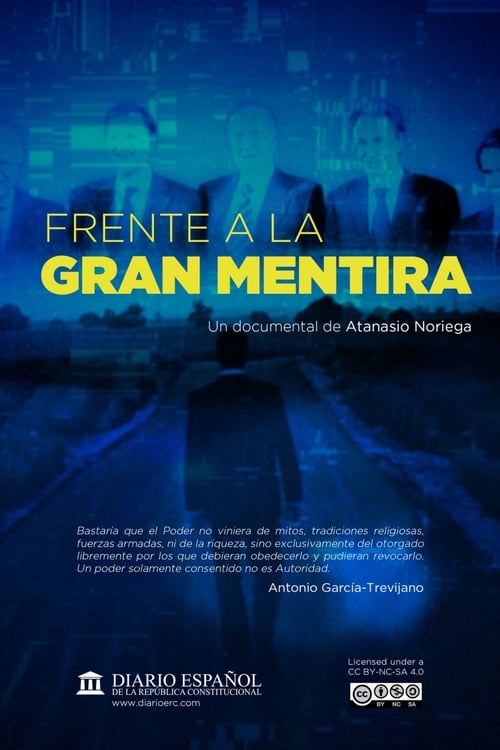 FRENTE A LA
GRAN MENTIRA
Un documental de Atanasio Noriega
Bastaría que el Poder no viniera de mitos, tradiciones religiosas,
fuerzas armadas, ni de la riqueza, sino exclusivamente del otorgado
libremente por los que debieran obedecerlo y pudieran revocarlo.
Un poder solamente consentido no es Autoridad.
Antonio García-Trevijano
DIARIO ESPAÑOL
DE LA REPÚBLICA CONSTITUCIONAL
www.diarioerc.com
Licensed under a
CC BY-NC-SA 4.0
cc
BY NC SA